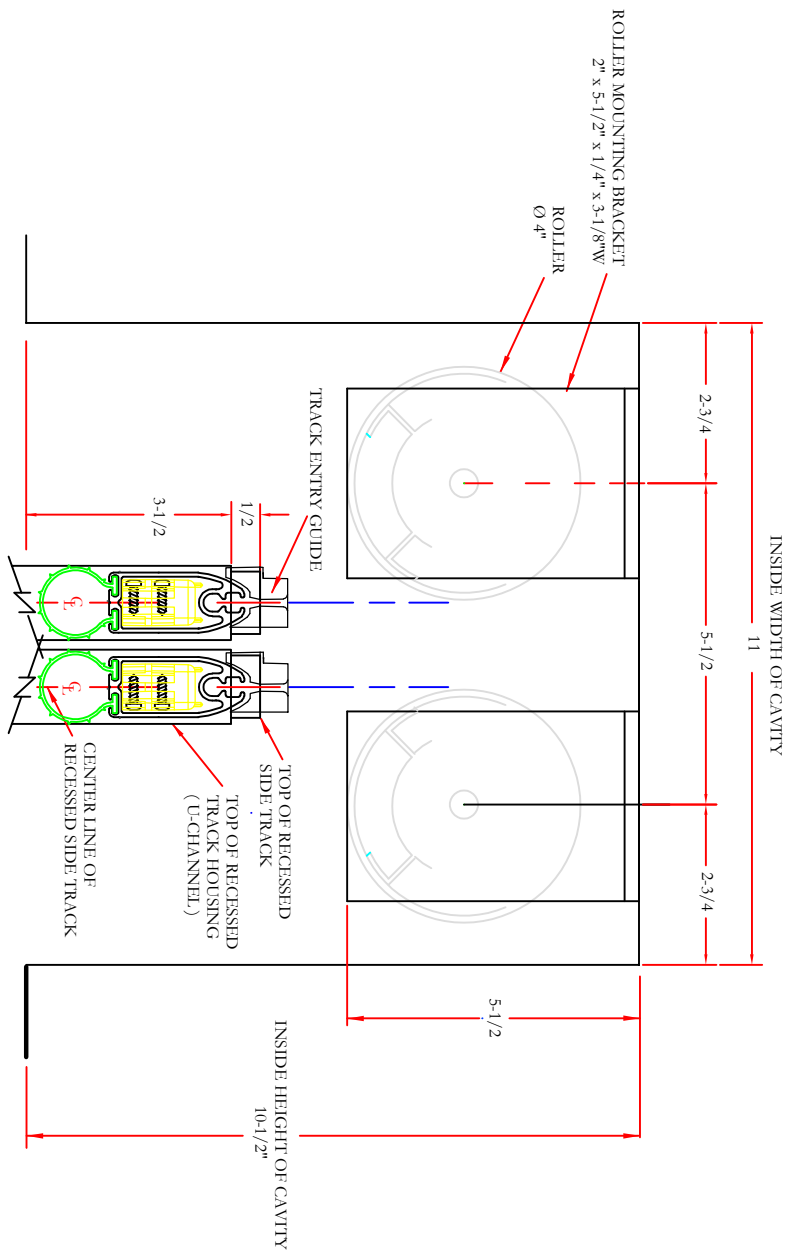 INSIDE WIDTH OF CAVITY
11
2-3/4
5-1/2
2-3/4
ROLLER MOUNTING BRACKET
2" x 5-1/2" x 1/4" x 3-1/8"W
ROLLER
Ø 4"
TRACK ENTRY GUIDE
1/2
3-1/2
5-1/2
INSIDE HEIGHT OF CAVITY
10-1/2"
TOP OF RECESSED
SIDE TRACK
TOP OF RECESSED
TRACK HOUSING
( U-CHANNEL )
CENTER LINE OF
RECESSED SIDE TRACK
CL
CL